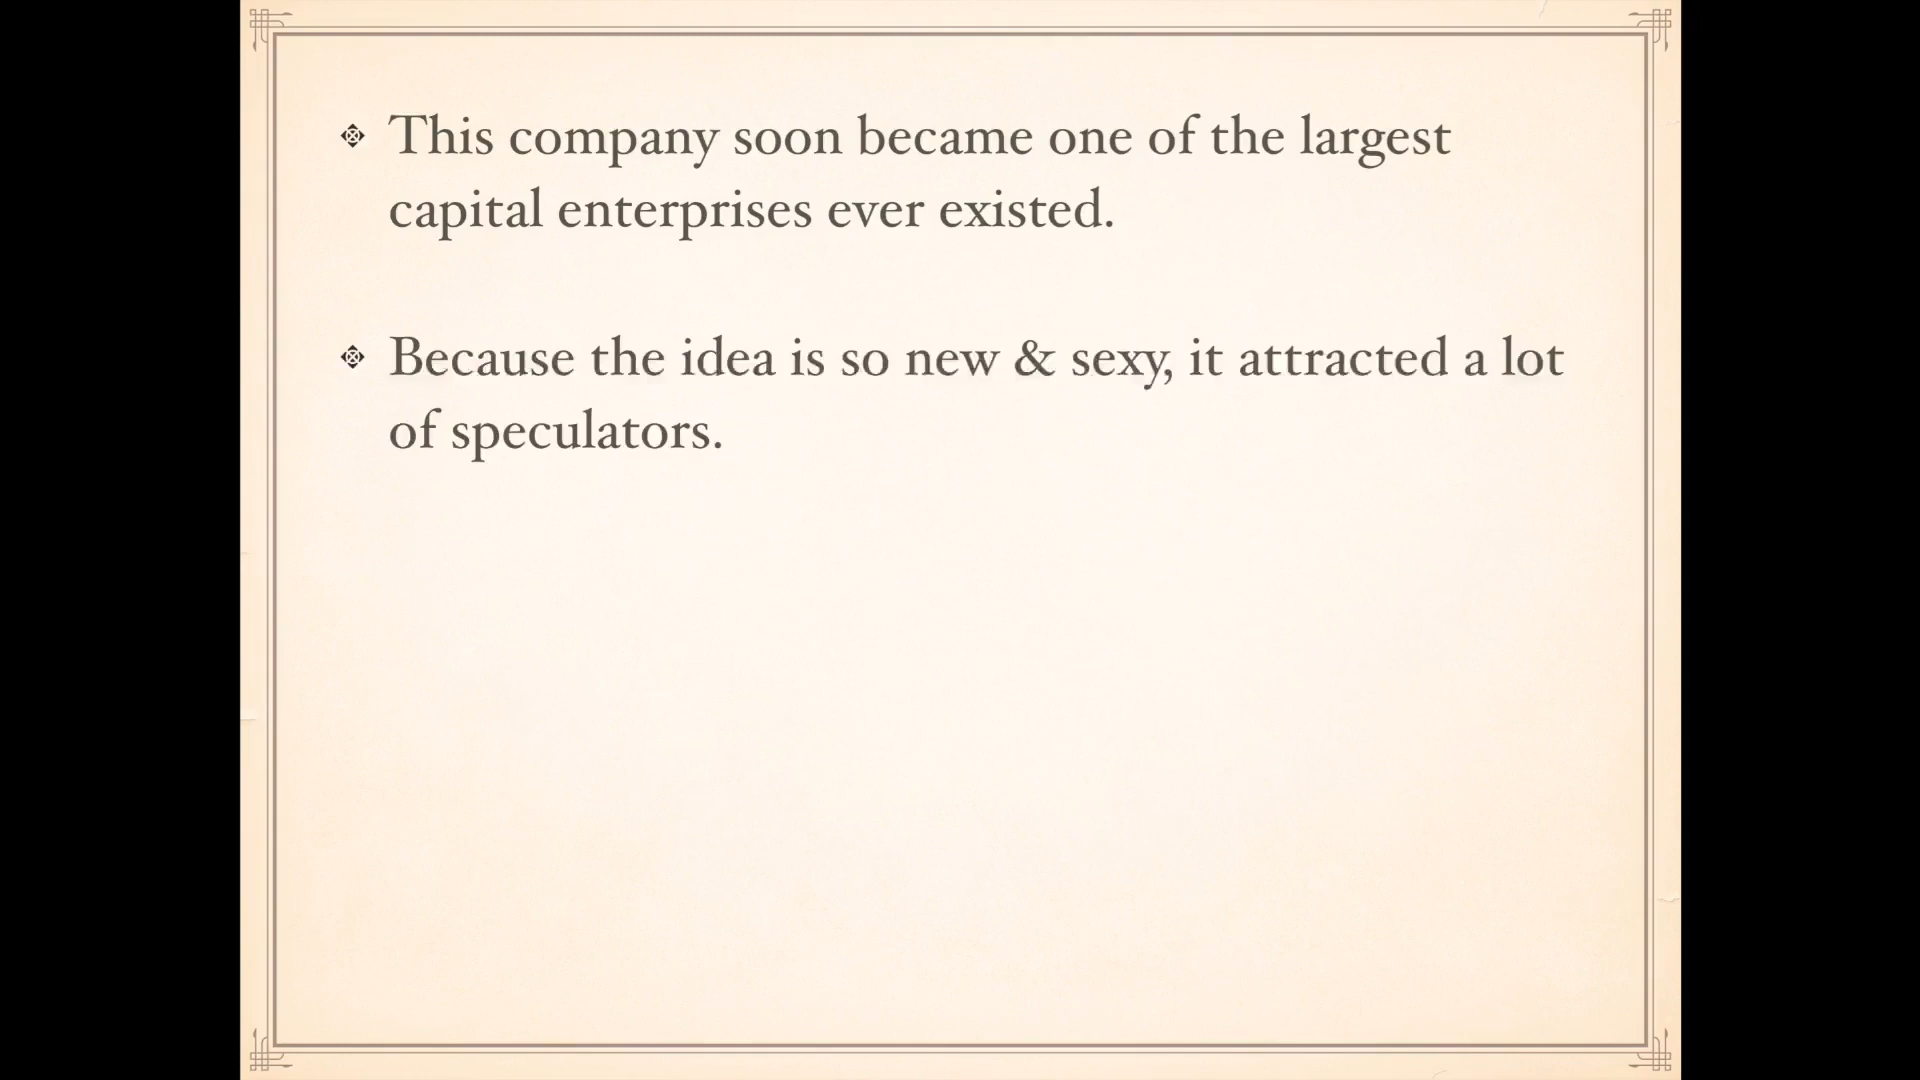 This company soon became one of the largest
capital enterprises ever existed.
Because the idea is so new & sexy, it attracted a lot
of speculators.